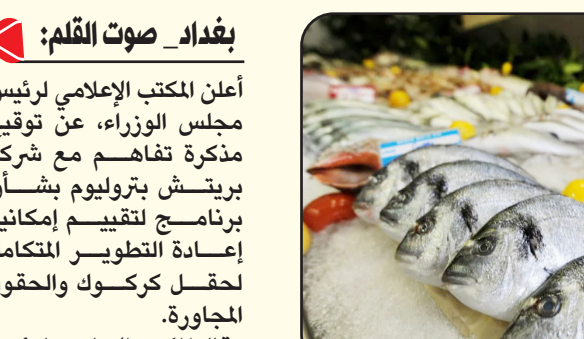 بغداد_ صوت القلم:
أعلن المكتب الإعلامي لرئيس
مجلس الوزراء، عن توقيع
مذكرة تفاهم مع شركة
بريتش بتروليوم بشأن
برنامج لتقييم إمكانية
إعادة التطوير المتكامل
لحقل كركوك والحقول
المجاورة.